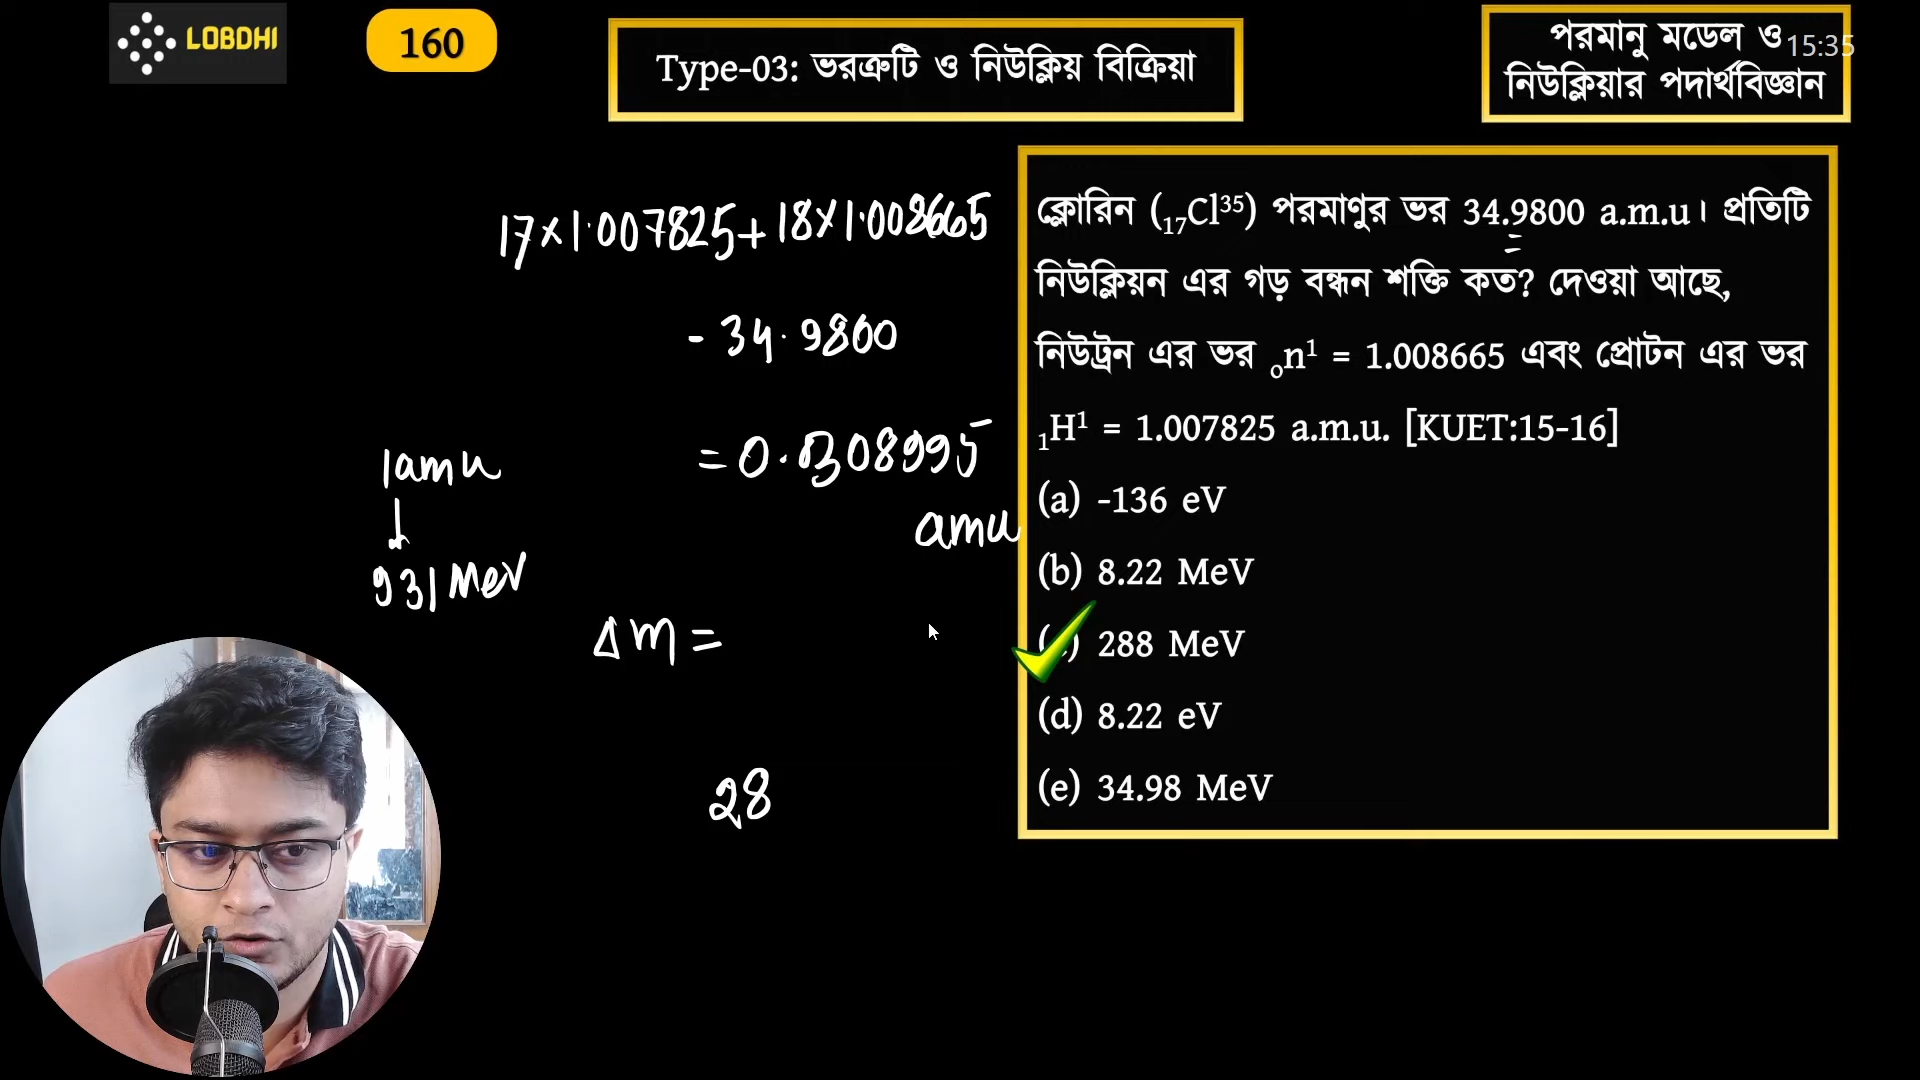 LOBDHI
160
Type-03: ভরত্রুটি ও নিউক্লিয় বিক্রিয়া
পরমানু মডেল ও
15:35
নিউক্লিয়ার পদার্থবিজ্ঞান
17×1.007825+18×1.008665
- 34.9800
= 0.308995
amu
1amu
↓
931 MeV
Δm =
28
ক্লোরিন (₁₇Cl³⁵) পরমাণুর ভর 34.9800 a.m.u। প্রতিটি
নিউক্লিয়ন এর গড় বন্ধন শক্তি কত? দেওয়া আছে,
নিউট্রন এর ভর ₀n¹ = 1.008665 এবং প্রোটন এর ভর
₁H¹ = 1.007825 a.m.u. [KUET:15-16]
(a) -136 eV
(b) 8.22 MeV
288 MeV
(d) 8.22 eV
(e) 34.98 MeV